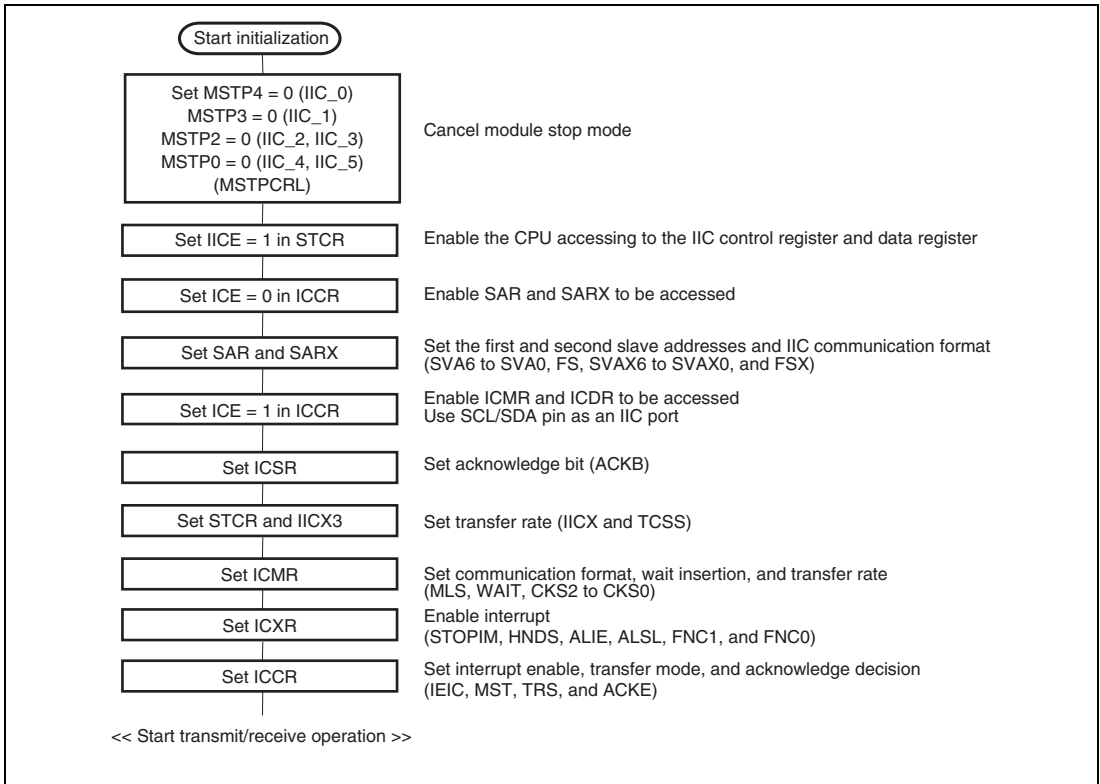 Start initialization
Set MSTP4 = 0 (IIC_0)
MSTP3 = 0 (IIC_1)
MSTP2 = 0 (IIC_2, IIC_3)
MSTP0 = 0 (IIC_4, IIC_5)
(MSTPCRL)
Cancel module stop mode
Set IICE = 1 in STCR
Enable the CPU accessing to the IIC control register and data register
Set ICE = 0 in ICCR
Enable SAR and SARX to be accessed
Set SAR and SARX
Set the first and second slave addresses and IIC communication format
(SVA6 to SVA0, FS, SVAX6 to SVAX0, and FSX)
Set ICE = 1 in ICCR
Enable ICMR and ICDR to be accessed
Use SCL/SDA pin as an IIC port
Set ICSR
Set acknowledge bit (ACKB)
Set STCR and IICX3
Set transfer rate (IICX and TCSS)
Set ICMR
Set communication format, wait insertion, and transfer rate
(MLS, WAIT, CKS2 to CKS0)
Set ICXR
Enable interrupt
(STOPIM, HNDS, ALIE, ALSL, FNC1, and FNC0)
Set ICCR
Set interrupt enable, transfer mode, and acknowledge decision
(IEIC, MST, TRS, and ACKE)
<< Start transmit/receive operation >>